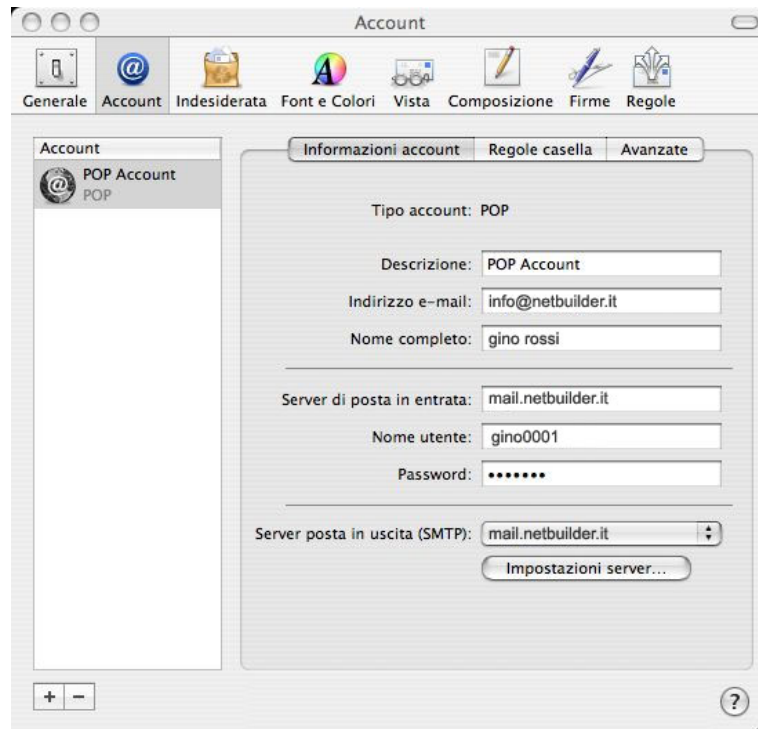 Account
Generale Account Indesiderata Font e Colori Vista Composizione Firme Regole
Account
POP Account
POP
Informazioni account Regole casella Avanzate
Tipo account: POP
Descrizione: POP Account
Indirizzo e-mail: info@netbuilder.it
Nome completo: gino rossi
Server di posta in entrata: mail.netbuilder.it
Nome utente: gino0001
Password: •••••••
Server posta in uscita (SMTP): mail.netbuilder.it
Impostazioni server...
+ − ?